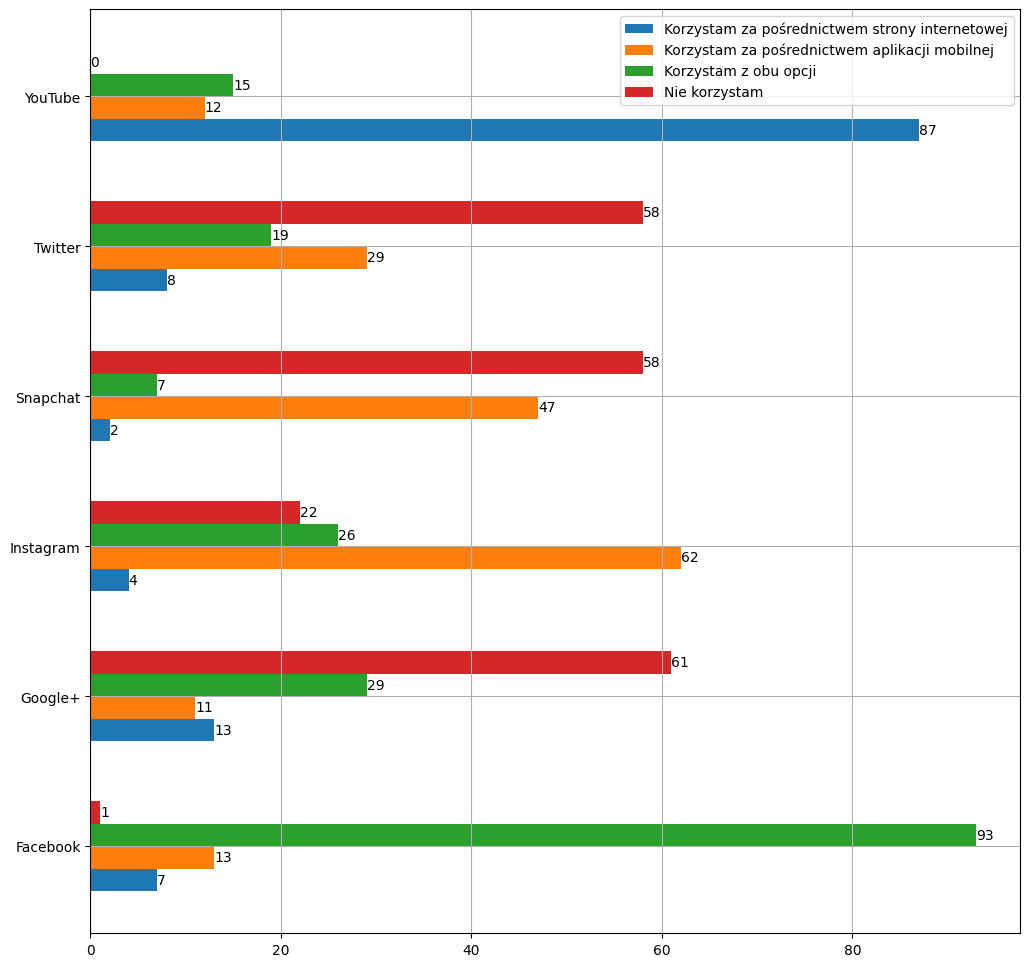 Korzystam za pośrednictwem strony internetowej
Korzystam za pośrednictwem aplikacji mobilnej
Korzystam z obu opcji
Nie korzystam
0
15
YouTube
12
87
58
19
Twitter
29
8
58
7
Snapchat
47
2
22
26
Instagram
62
4
61
29
Google+
11
13
1
93
Facebook
13
7
0 20 40 60 80